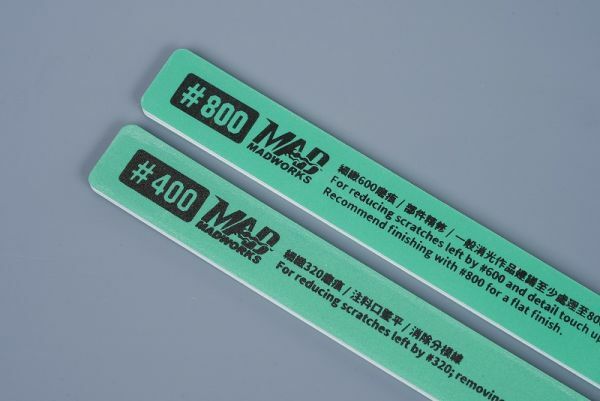 #800
MAD
MADWORKS
細緻600磨痕 / 部件精修 / 一般消光作品建議至少處理至800
For reducing scratches left by #600 and detail touch up
Recommend finishing with #800 for a flat finish.
#400
MAD
MADWORKS
細緻320磨痕 / 注料口整平 / 消除分模線
For reducing scratches left by #320; removing